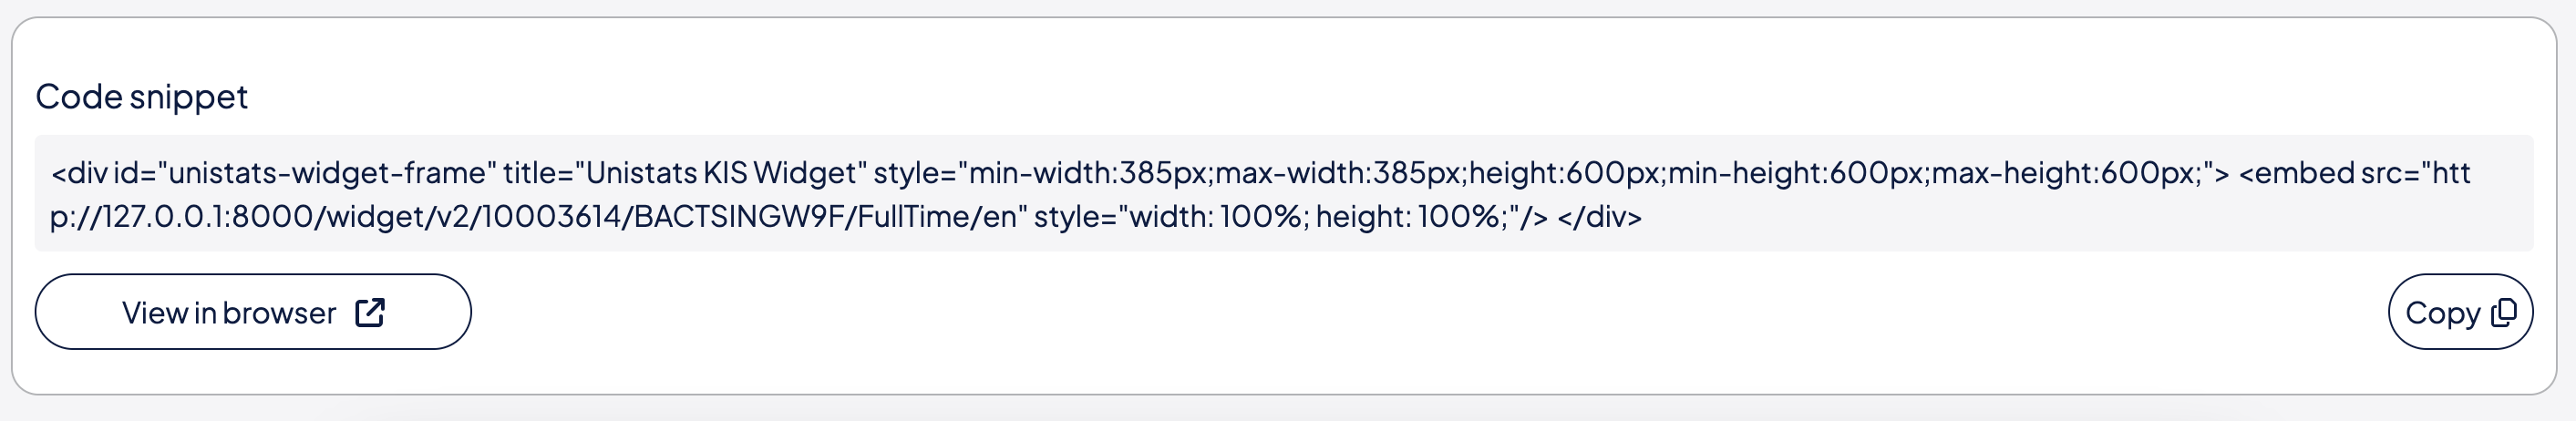 Code snippet
<div id="unistats-widget-frame" title="Unistats KIS Widget" style="min-width:385px;max-width:385px;height:600px;min-height:600px;max-height:600px;"> <embed src="htt
p://127.0.0.1:8000/widget/v2/10003614/BACTSINGW9F/FullTime/en" style="width: 100%; height: 100%;"/> </div>
View in browser
Copy